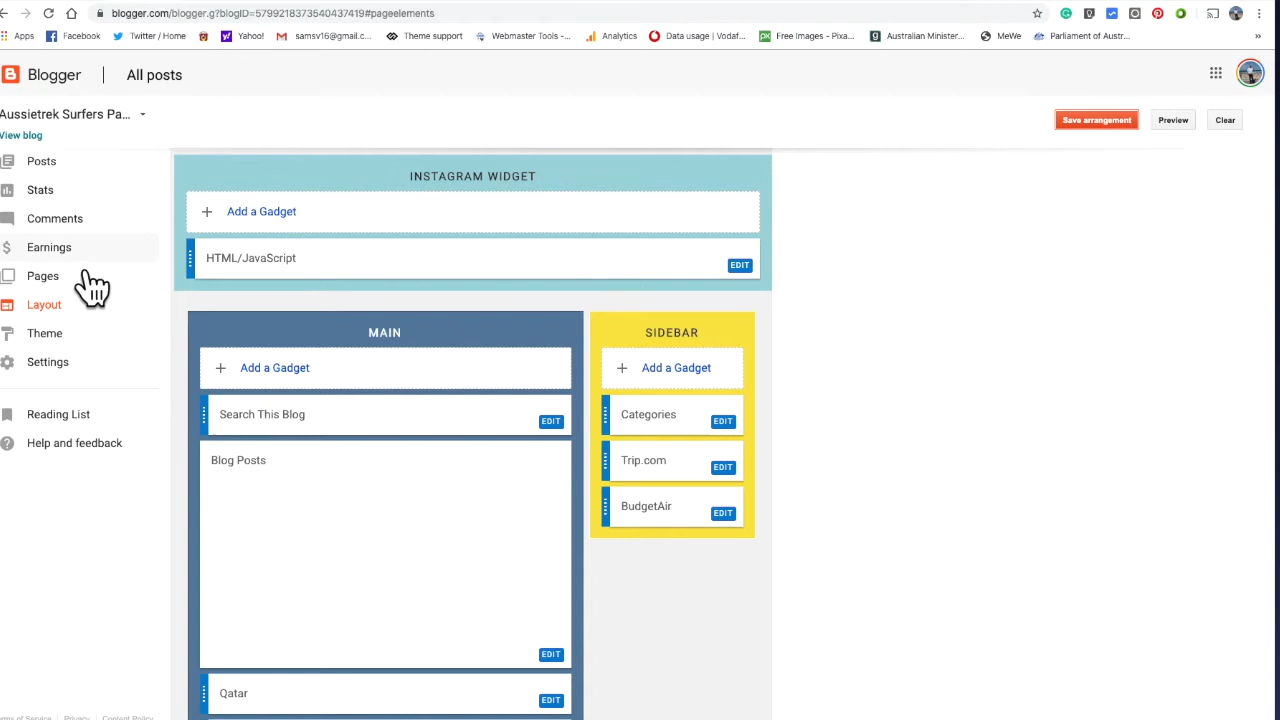 blogger.com/blogger.g?blogID=5799218373540437419#pageelements
Apps Facebook Twitter / Home Yahoo! samsv16@gmail.c... Theme support Webmaster Tools -... Analytics Data usage | Vodaf... Free Images - Pixa... Australian Minister... MeWe Parliament of Austr... »
Blogger | All posts
Aussietrek Surfers Pa...
View blog
Save arrangement Preview Clear
Posts
Stats
Comments
Earnings
Pages
Layout
Theme
Settings
Reading List
Help and feedback
INSTAGRAM WIDGET
Add a Gadget
HTML/JavaScript
EDIT
MAIN
Add a Gadget
Search This Blog
EDIT
Blog Posts
EDIT
Qatar
EDIT
SIDEBAR
Add a Gadget
Categories
EDIT
Trip.com
EDIT
BudgetAir
EDIT